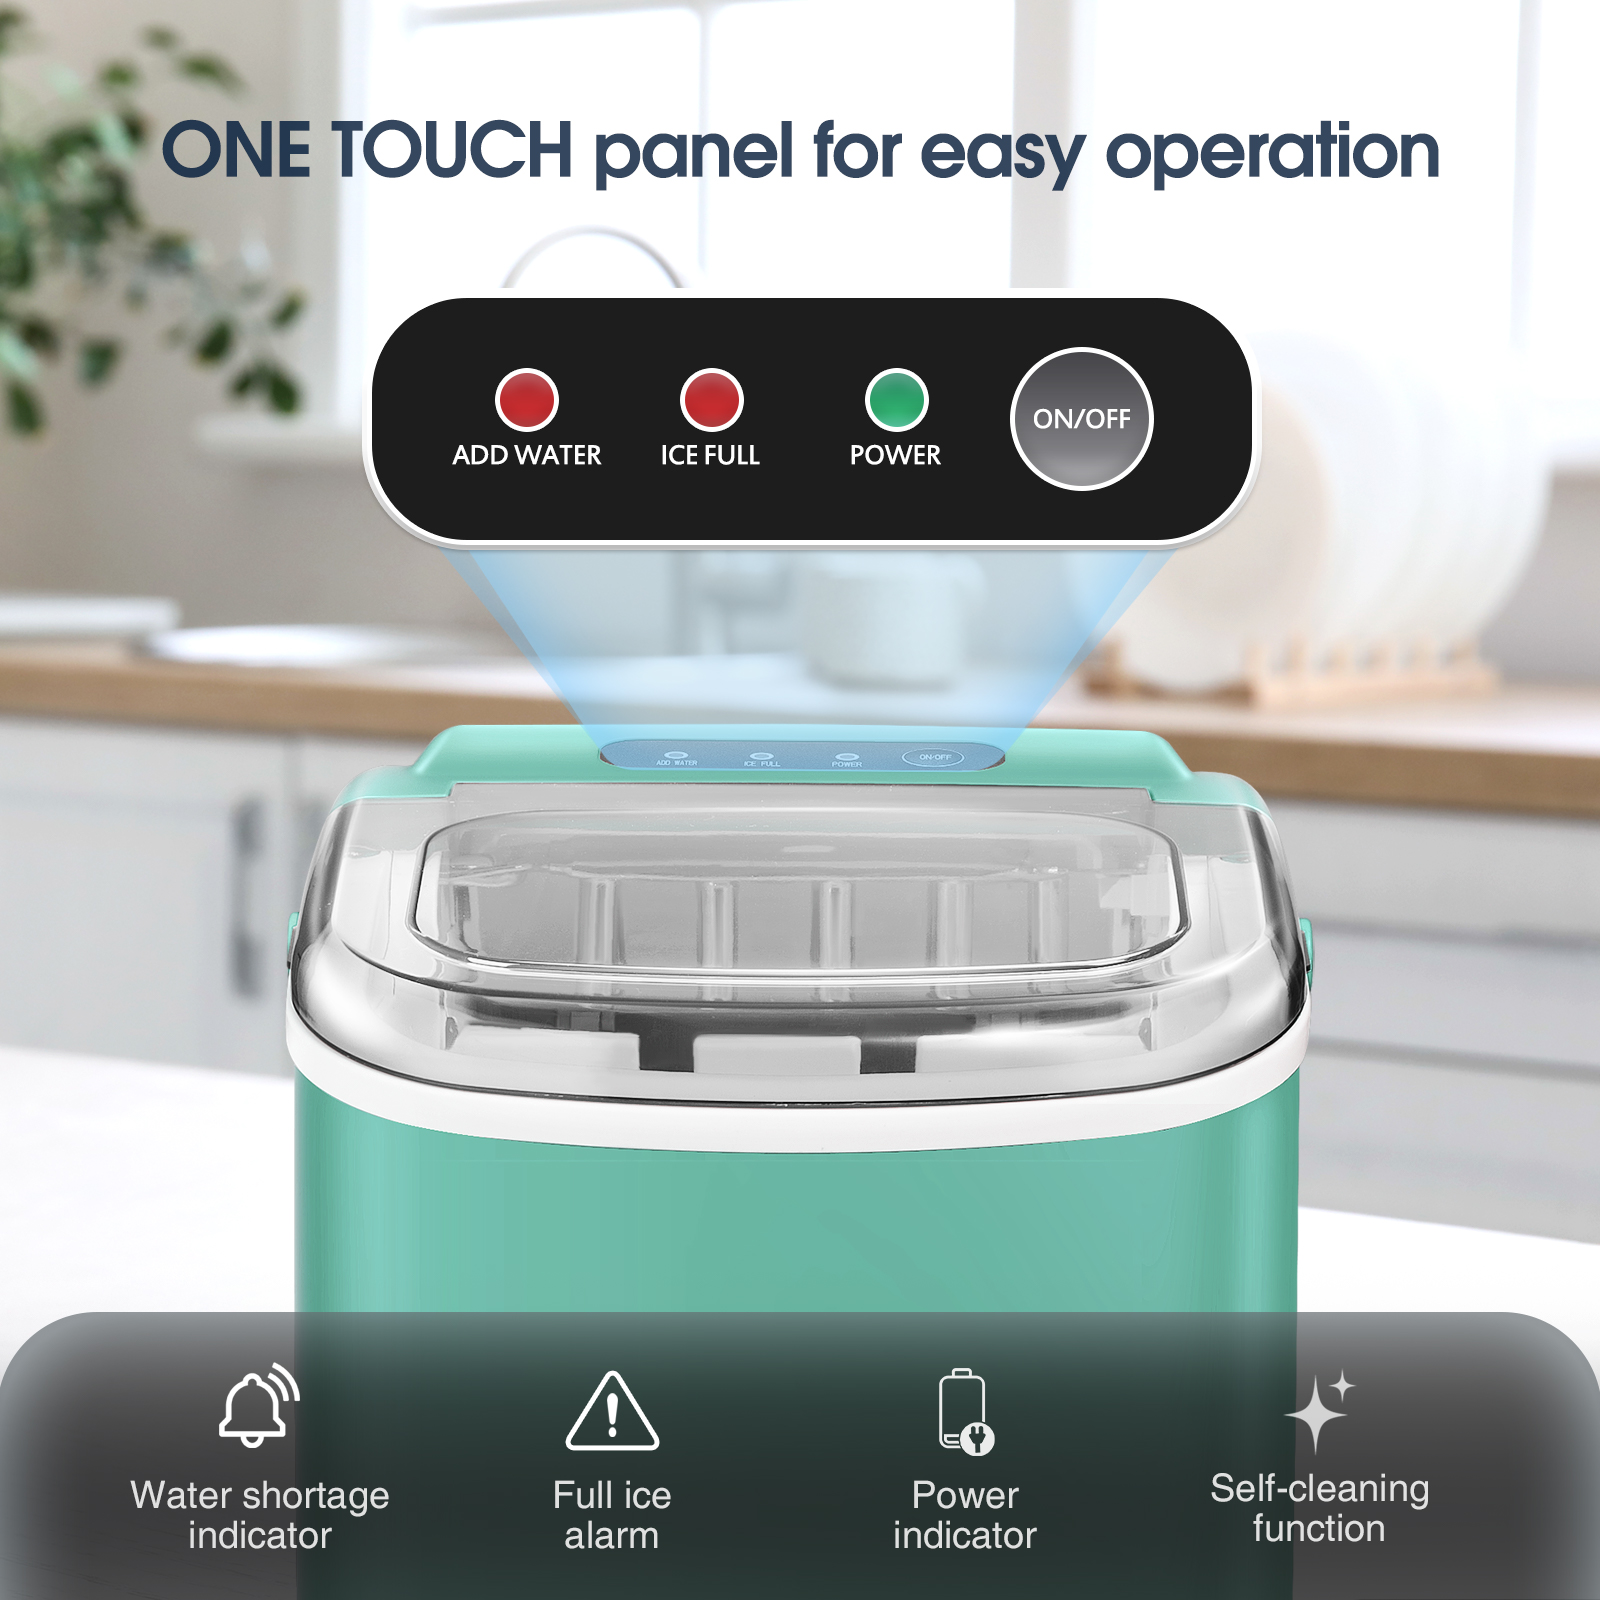 ONE TOUCH panel for easy operation
ADD WATER ICE FULL POWER ON/OFF
ADD WATER ICE FULL POWER ON/OFF
Water shortage
indicator
Full ice
alarm
Power
indicator
Self-cleaning
function